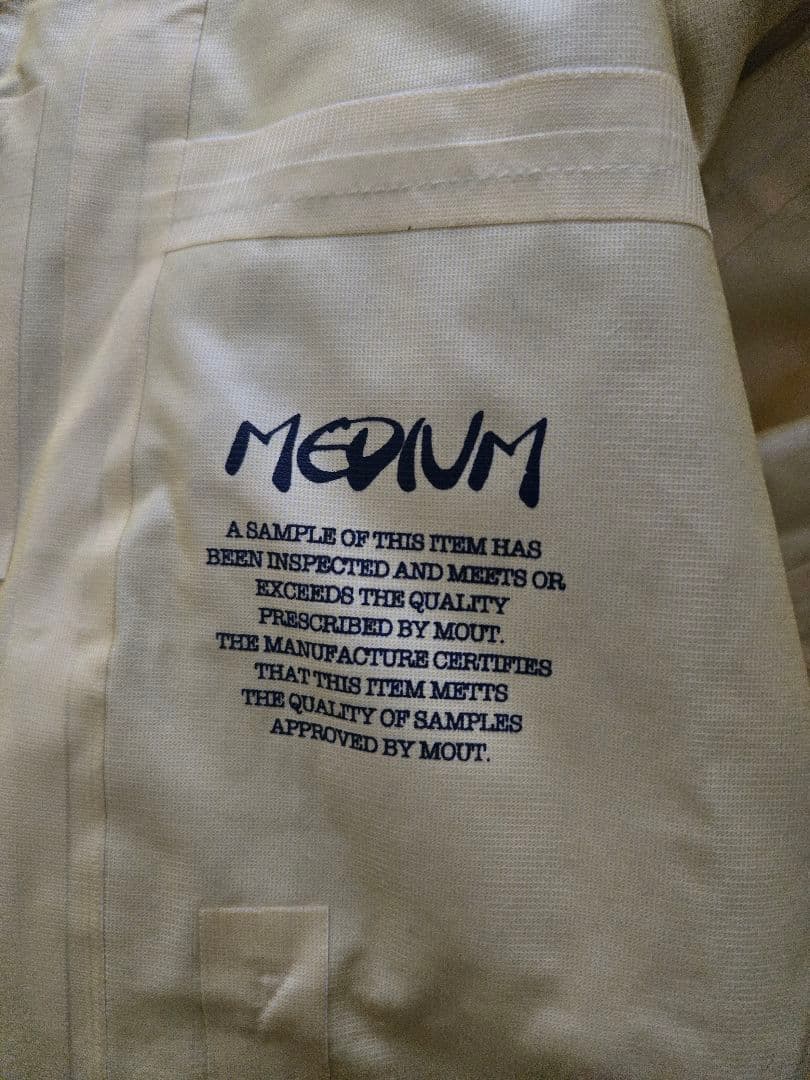 MEDIUM
A SAMPLE OF THIS ITEM HAS
BEEN INSPECTED AND MEETS OR
EXCEEDS THE QUALITY
PRESCRIBED BY MOUT.
THE MANUFACTURE CERTIFIES
THAT THIS ITEM METTS
THE QUALITY OF SAMPLES
APPROVED BY MOUT.